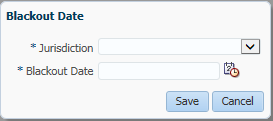 Blackout Date
* Jurisdiction
* Blackout Date
Save Cancel